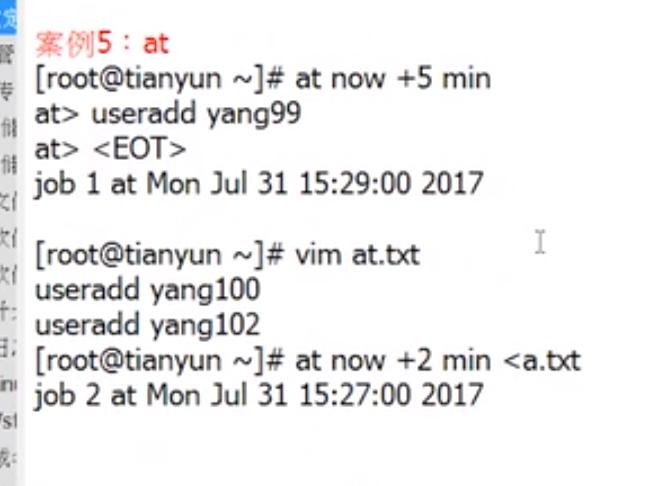 案例5：at
[root@tianyun ~]# at now +5 min
at> useradd yang99
at> <EOT>
job 1 at Mon Jul 31 15:29:00 2017
[root@tianyun ~]# vim at.txt
useradd yang100
useradd yang102
[root@tianyun ~]# at now +2 min <a.txt
job 2 at Mon Jul 31 15:27:00 2017